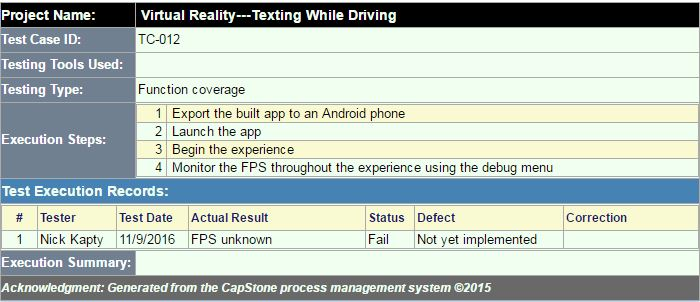 Project Name: Virtual Reality---Texting While Driving
Test Case ID: TC-012
Testing Tools Used:
Testing Type: Function coverage
Execution Steps:
1 Export the built app to an Android phone
2 Launch the app
3 Begin the experience
4 Monitor the FPS throughout the experience using the debug menu
Test Execution Records:
# Tester Test Date Actual Result Status Defect Correction
1 Nick Kapty 11/9/2016 FPS unknown Fail Not yet implemented
Execution Summary:
Acknowledgment: Generated from the CapStone process management system ©2015